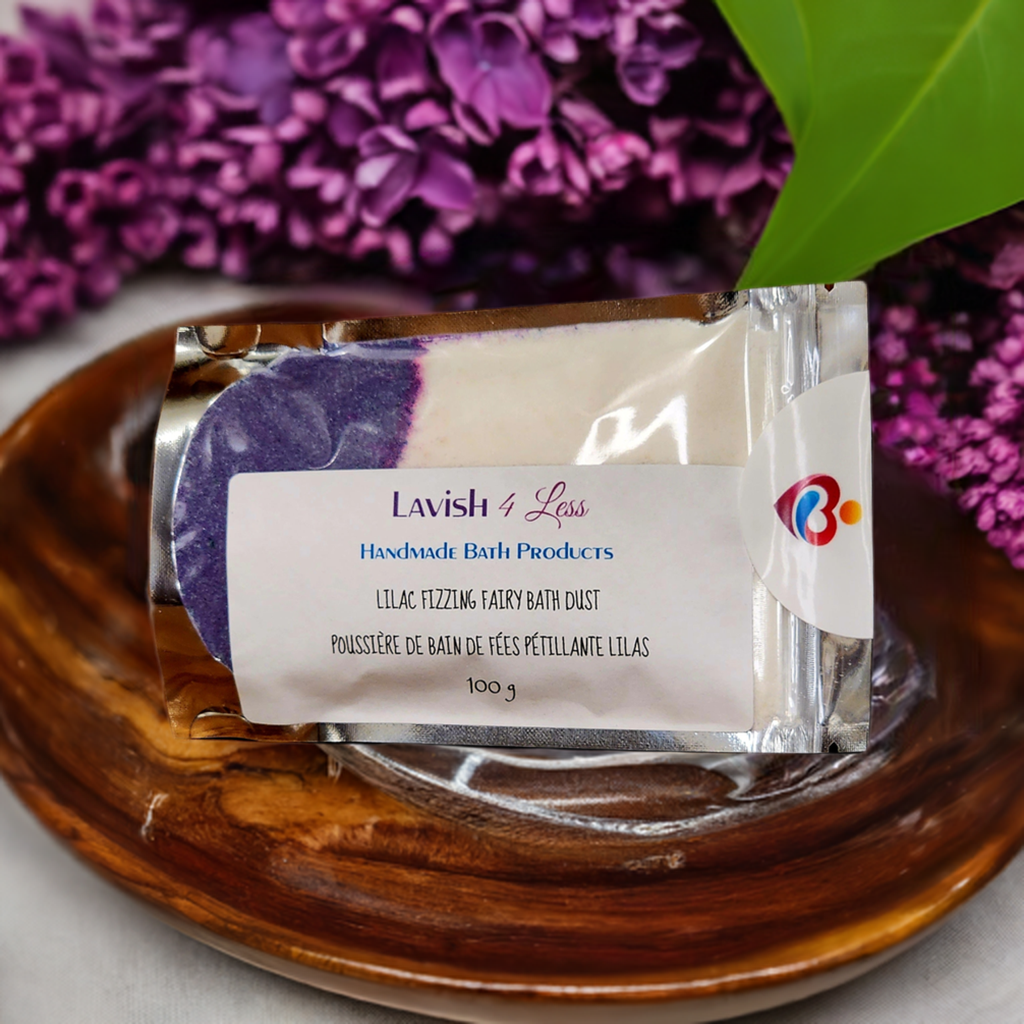 Lavish 4 Less
Handmade Bath Products
LILAC FIZZING FAIRY BATH DUST
POUSSIÈRE DE BAIN DE FÉES PÉTILLANTE LILAS
100 g